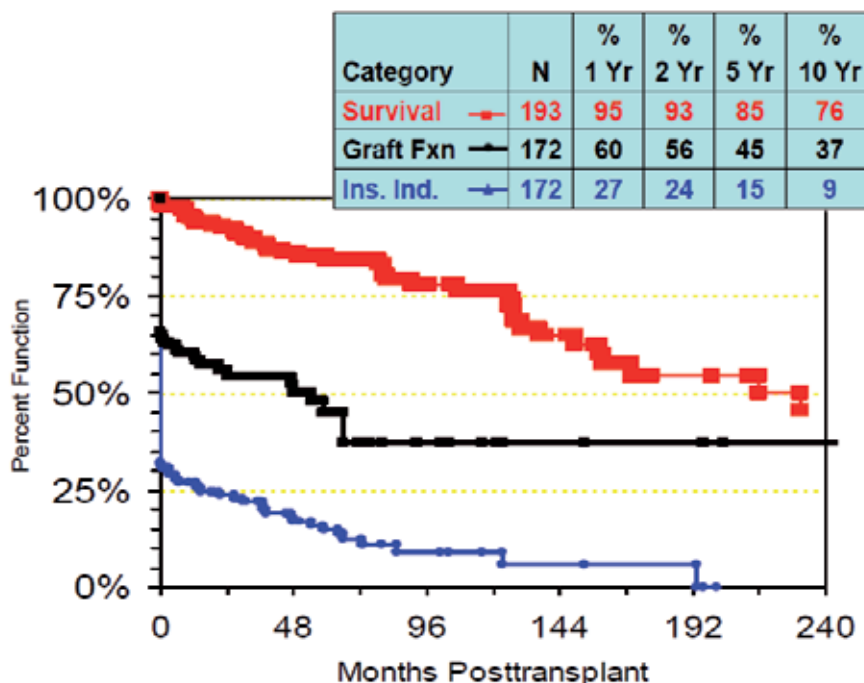 % % % %
Category N 1 Yr 2 Yr 5 Yr 10 Yr
Survival 193 95 93 85 76
Graft Fxn 172 60 56 45 37
Ins. Ind. 172 27 24 15 9
100%
75%
50%
25%
0%
Percent Function
0 48 96 144 192 240
Months Posttransplant